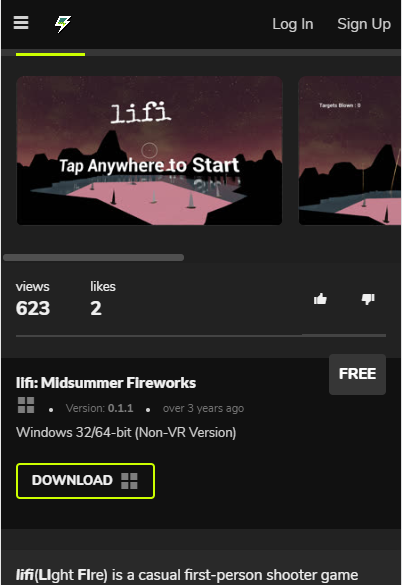 Log In Sign Up
lifi
Tap Anywhere to Start
Targets Blown : 0
views likes
623 2
FREE
lifi: Midsummer Fireworks
Version: 0.1.1 • over 3 years ago
Windows 32/64-bit (Non-VR Version)
DOWNLOAD
lifi(LIght FIre) is a casual first-person shooter game